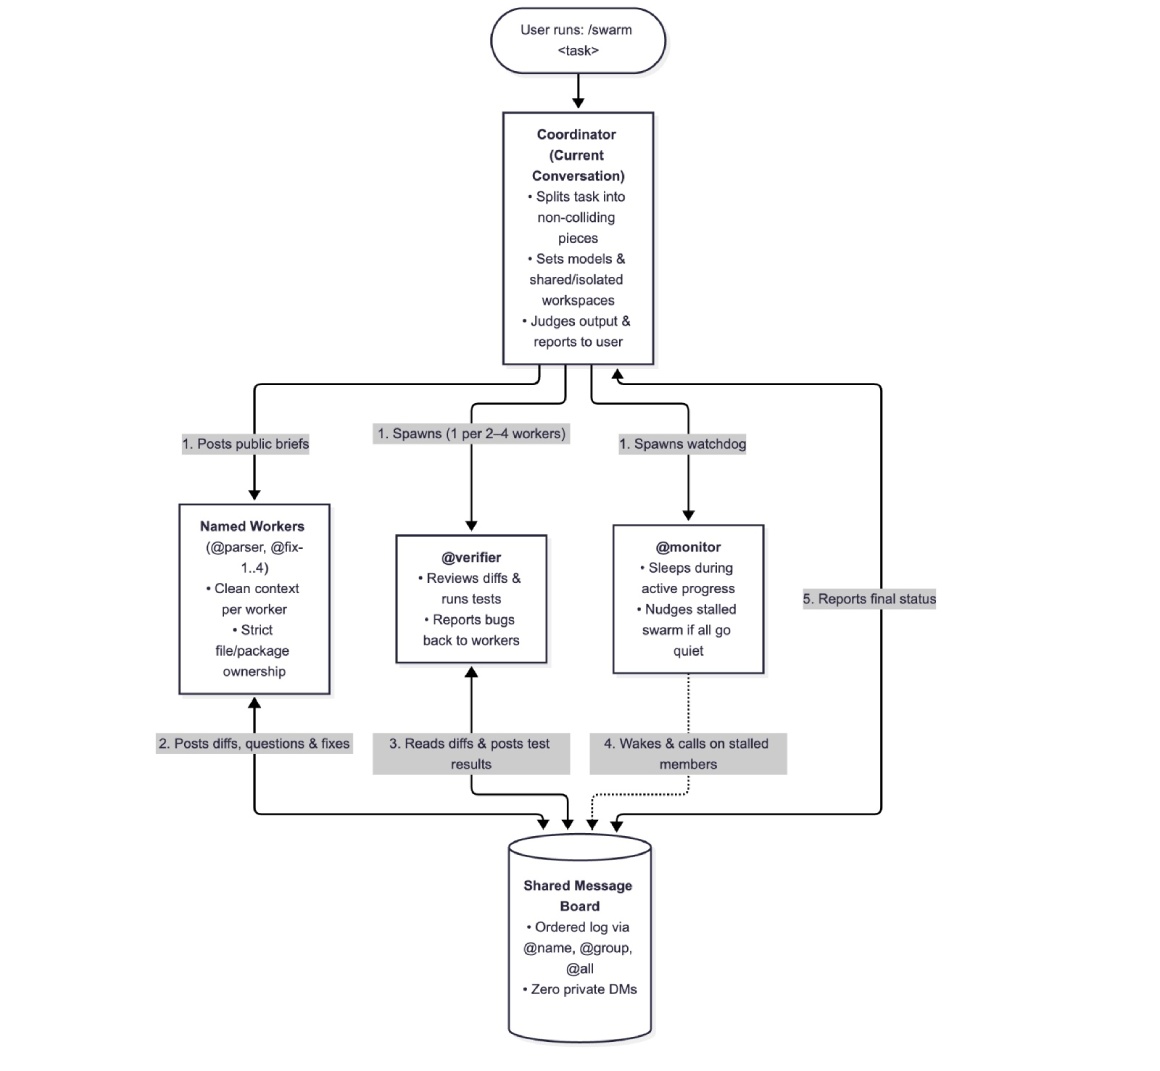 User runs: /swarm
<task>
Coordinator
(Current
Conversation)
• Splits task into
non-colliding
pieces
• Sets models &
shared/isolated
workspaces
• Judges output &
reports to user
1. Posts public briefs
1. Spawns (1 per 2–4 workers)
1. Spawns watchdog
Named Workers
(@parser, @fix-
1..4)
• Clean context
per worker
• Strict
file/package
ownership
@verifier
• Reviews diffs &
runs tests
• Reports bugs
back to workers
@monitor
• Sleeps during
active progress
• Nudges stalled
swarm if all go
quiet
5. Reports final status
2. Posts diffs, questions & fixes
3. Reads diffs & posts test
results
4. Wakes & calls on stalled
members
Shared Message
Board
• Ordered log via
@name, @group,
@all
• Zero private DMs